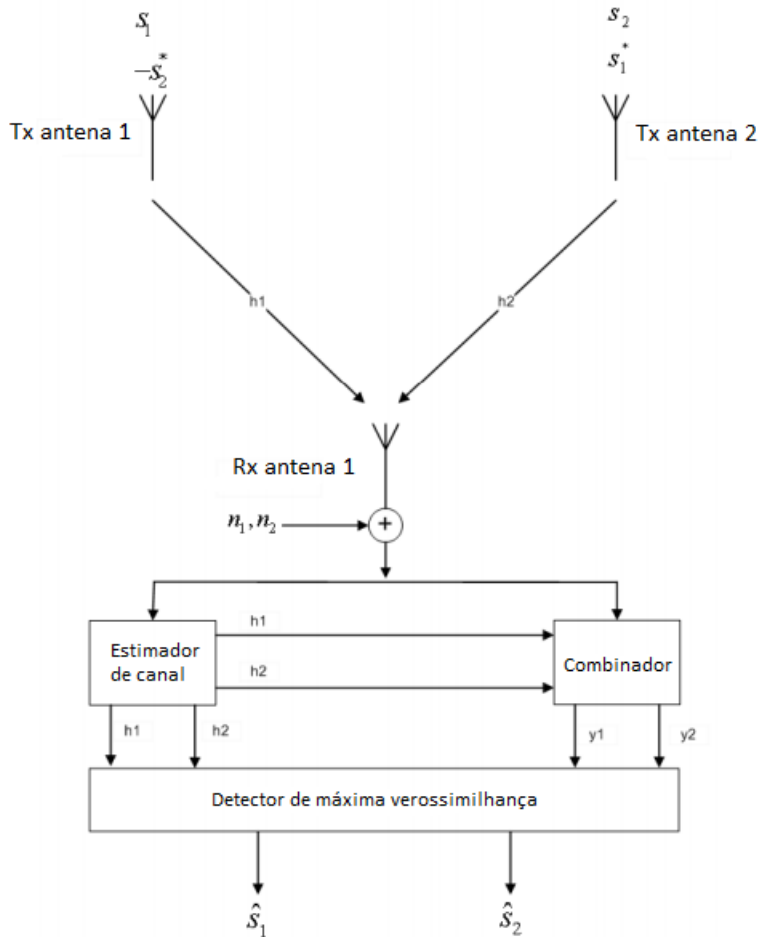 s₁ s₂
−s₂* s₁*
Tx antena 1 Tx antena 2
h1 h2
Rx antena 1
n₁, n₂ +
h1
Estimador
de canal
Combinador
h2
h1 h2 y1 y2
Detector de máxima verossimilhança
ŝ₁ ŝ₂